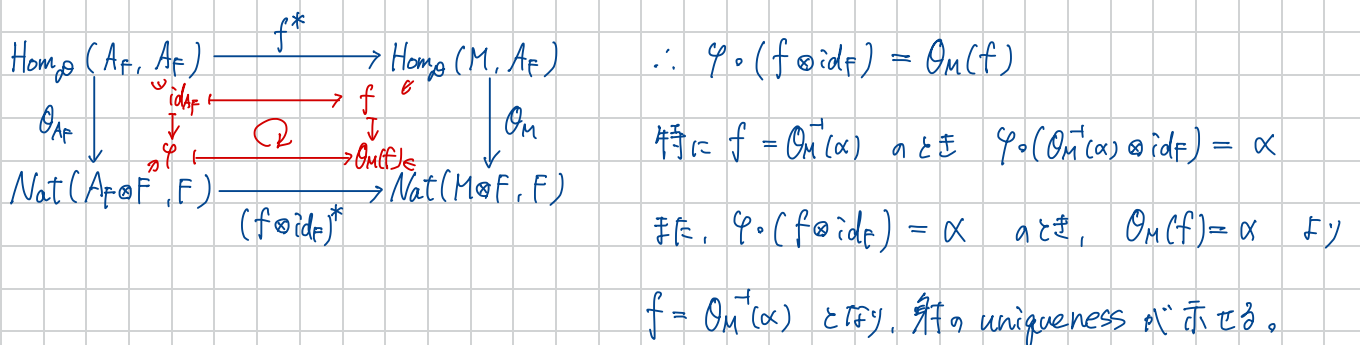 Hom_𝒟(A_F, A_F) f* Hom_𝒟(M, A_F)
id_{A_F} f
θ_{A_F} θ_M
φ θ_M(f)
Nat(A_F⊗F, F) (f⊗id_F)* Nat(M⊗F, F)
∴ φ∘(f⊗id_F) = θ_M(f)
特に f = θ_M^{-1}(α) のとき φ∘(θ_M^{-1}(α)⊗id_F) = α
また, φ∘(f⊗id_F) = α のとき, θ_M(f) = α より
f = θ_M^{-1}(α) となり, 射の uniqueness が示せる。